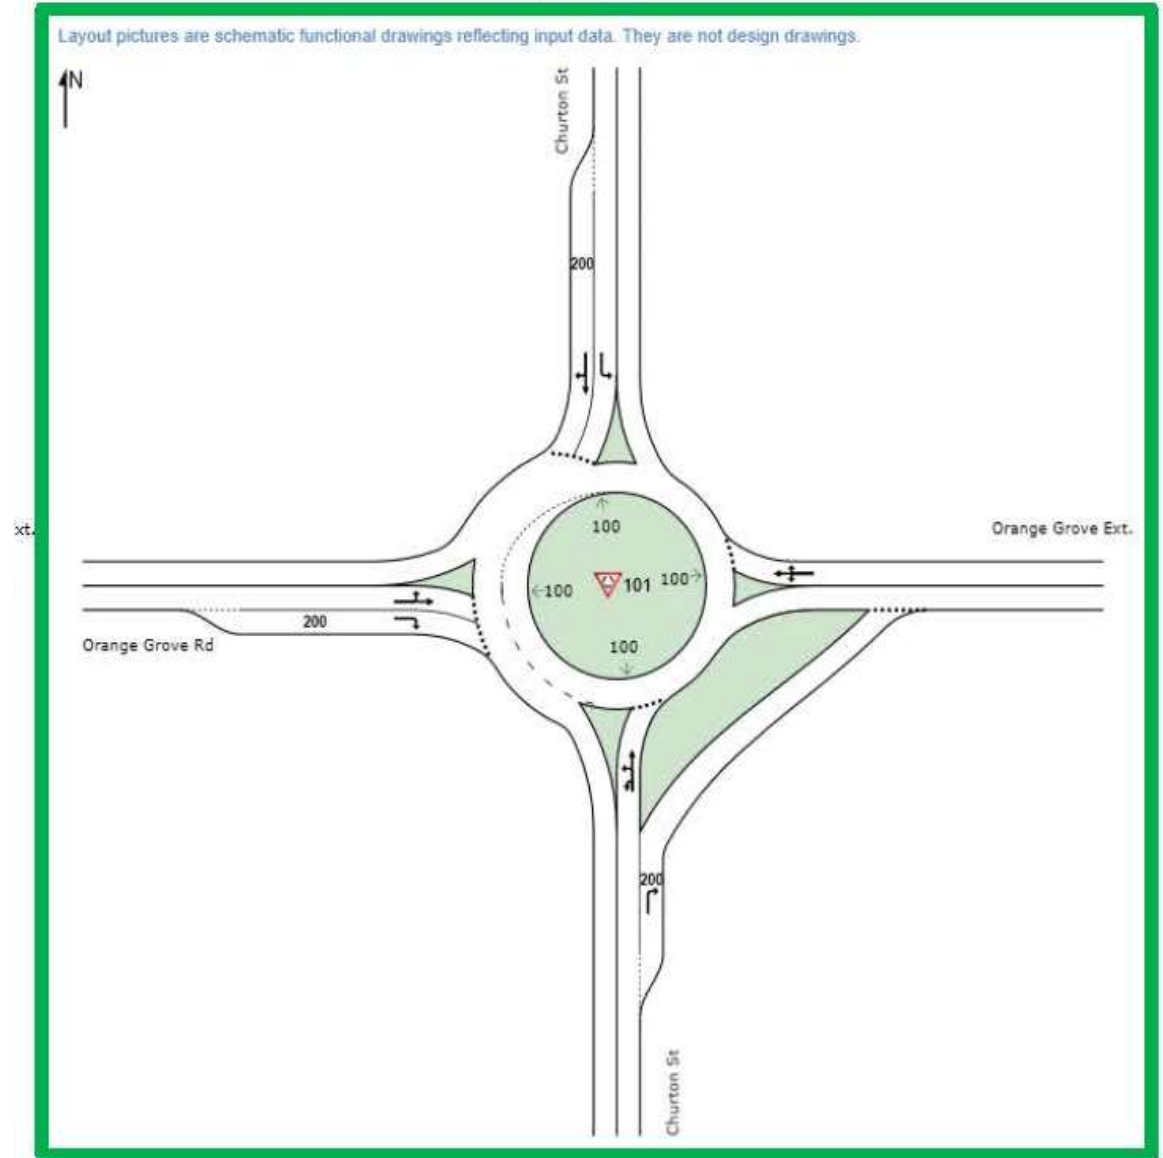 Layout pictures are schematic functional drawings reflecting input data. They are not design drawings.
N
Churton St
200
xt.
Orange Grove Ext.
100
101
100
100
100
200
Orange Grove Rd
200
Churton St